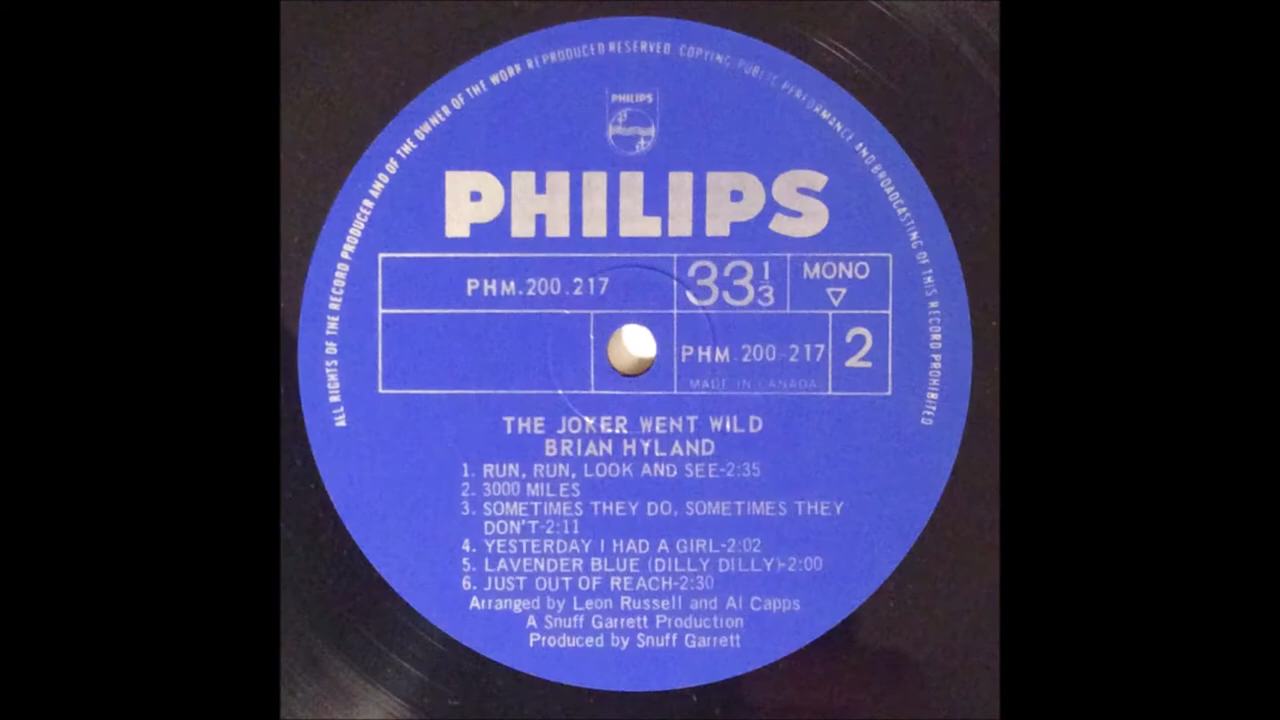 ALL RIGHTS OF THE RECORD PRODUCER AND OF THE OWNER OF THE WORK REPRODUCED RESERVED. COPYING, PUBLIC PERFORMANCE AND BROADCASTING OF THIS RECORD PROHIBITED
PHILIPS
PHILIPS
PHM.200.217
33 1/3
MONO
PHM.200-217
2
MADE IN CANADA
THE JOKER WENT WILD
BRIAN HYLAND
1. RUN, RUN, LOOK AND SEE-2:35
2. 3000 MILES
3. SOMETIMES THEY DO, SOMETIMES THEY
DON'T-2:11
4. YESTERDAY I HAD A GIRL-2:02
5. LAVENDER BLUE (DILLY DILLY)-2:00
6. JUST OUT OF REACH-2:30
Arranged by Leon Russell and Al Capps
A Snuff Garrett Production
Produced by Snuff Garrett